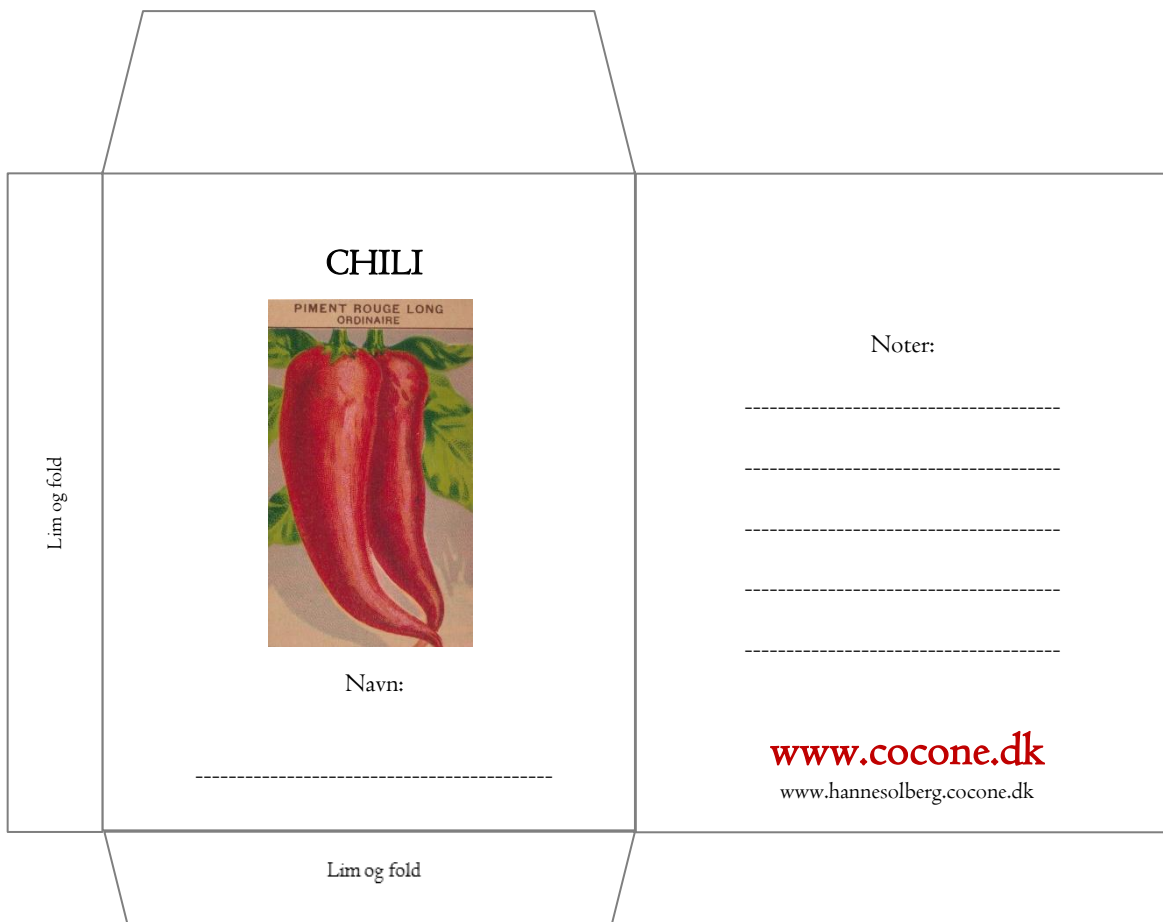 CHILI
PIMENT ROUGE LONG
ORDINAIRE
Lim og fold
Navn:
-------------------------------------------
Lim og fold
Noter:
--------------------------------------
--------------------------------------
--------------------------------------
--------------------------------------
--------------------------------------
www.cocone.dk
www.hannesolberg.cocone.dk